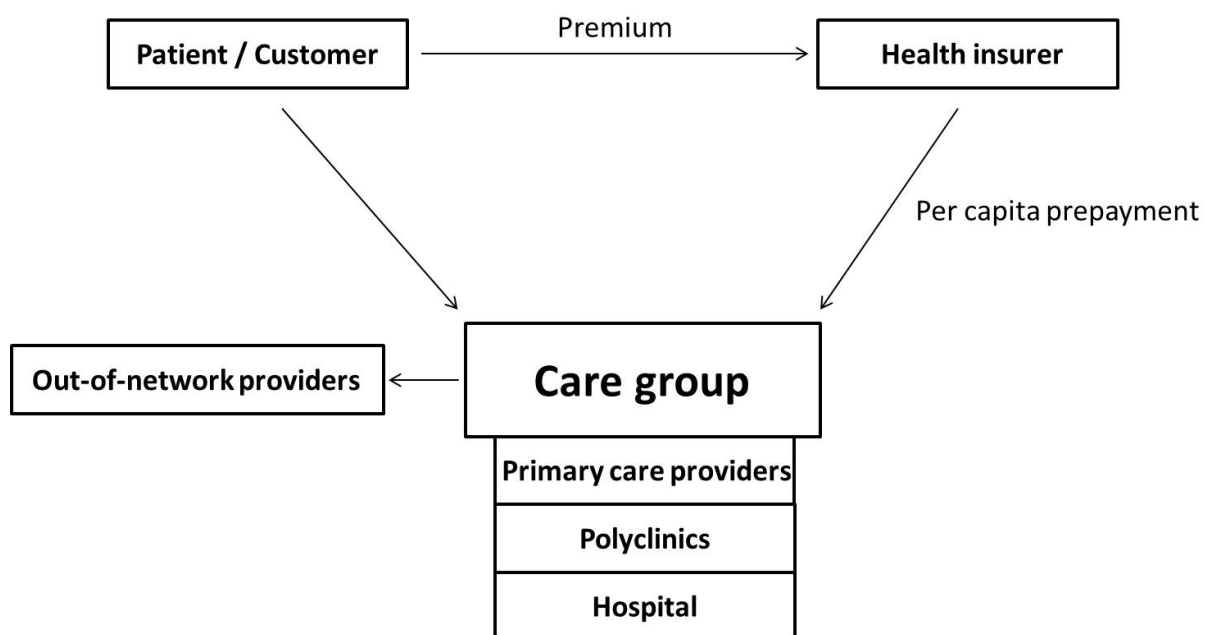 Premium
Patient / Customer
Health insurer
Per capita prepayment
Out-of-network providers
Care group
Primary care providers
Polyclinics
Hospital